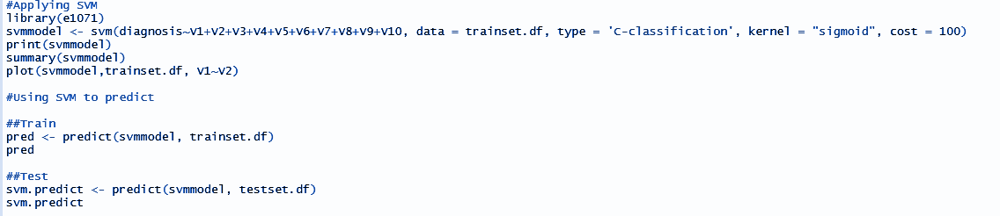 #Applying SVM
library(e1071)
svmmodel <- svm(diagnosis~V1+V2+V3+V4+V5+V6+V7+V8+V9+V10, data = trainset.df, type = 'C-classification', kernel = "sigmoid", cost = 100)
print(svmmodel)
summary(svmmodel)
plot(svmmodel,trainset.df, V1~V2)
#Using SVM to predict
##Train
pred <- predict(svmmodel, trainset.df)
pred
##Test
svm.predict <- predict(svmmodel, testset.df)
svm.predict